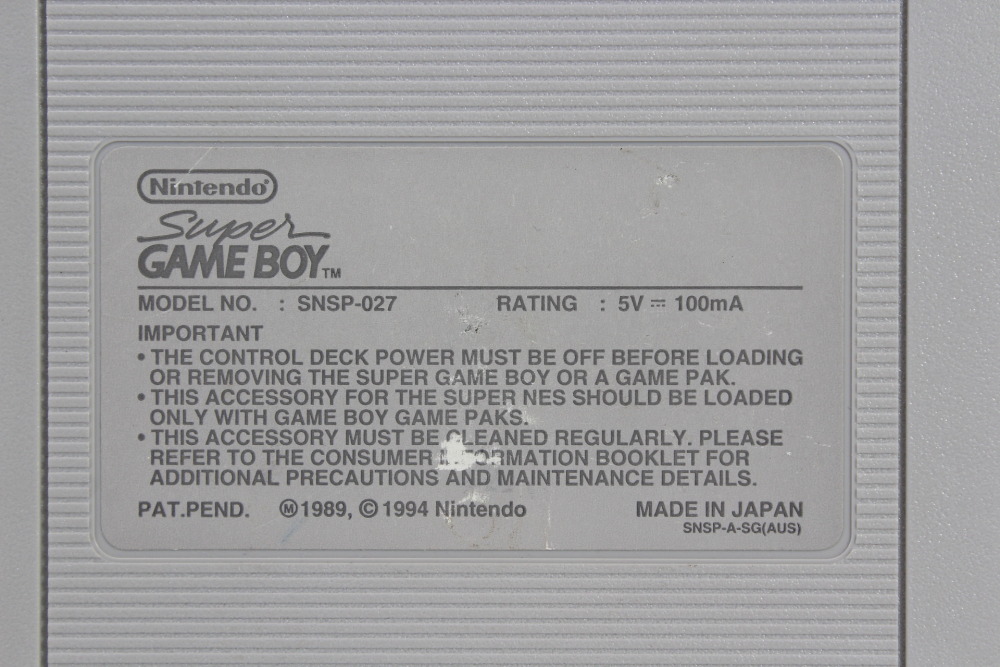 Nintendo®
Super
GAME BOY™
MODEL NO. : SNSP-027 RATING : 5V ⎓ 100mA
IMPORTANT
• THE CONTROL DECK POWER MUST BE OFF BEFORE LOADING
OR REMOVING THE SUPER GAME BOY OR A GAME PAK.
• THIS ACCESSORY FOR THE SUPER NES SHOULD BE LOADED
ONLY WITH GAME BOY GAME PAKS.
• THIS ACCESSORY MUST BE CLEANED REGULARLY. PLEASE
REFER TO THE CONSUMER INFORMATION BOOKLET FOR
ADDITIONAL PRECAUTIONS AND MAINTENANCE DETAILS.
PAT.PEND. Ⓜ1989, © 1994 Nintendo MADE IN JAPAN
SNSP-A-SG(AUS)